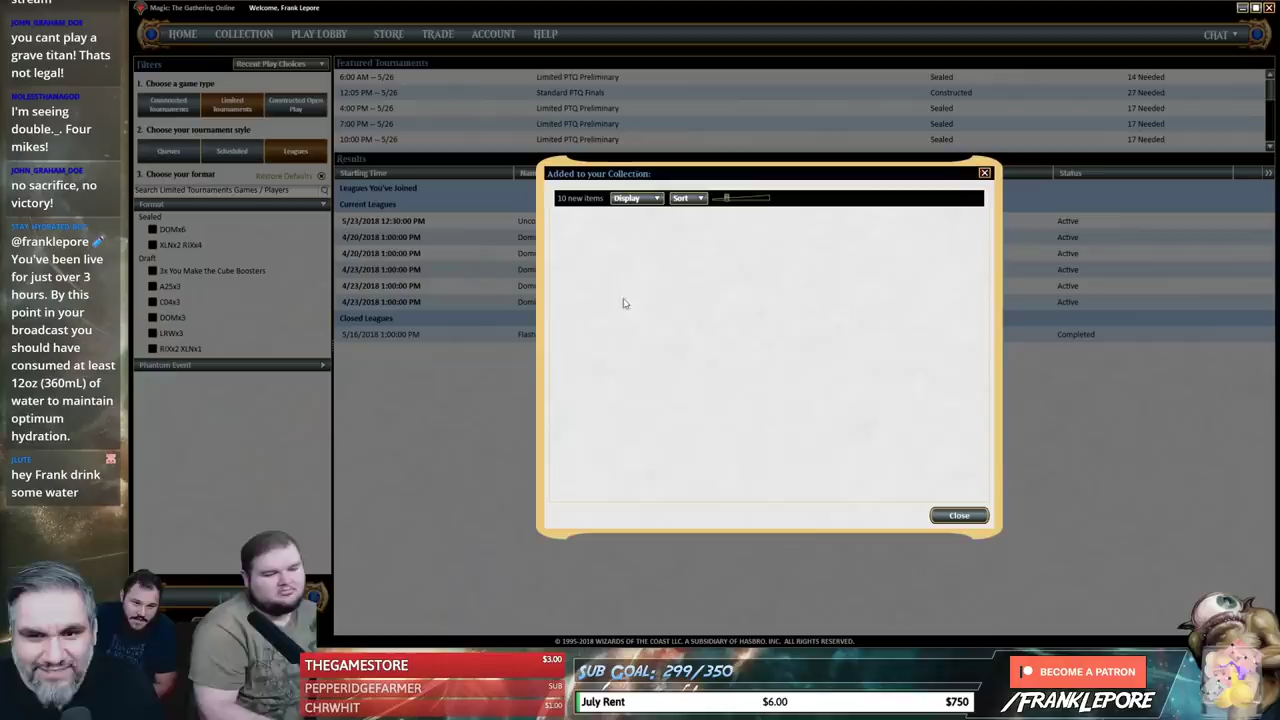 stream
JOHN_GRAHAM_DOE
you cant play a
grave titan! Thats
not legal!
NOLESSTHANAGOD
I'm seeing
double._. Four
mikes!
JOHN_GRAHAM_DOE
no sacrifice, no
victory!
STAY_HYDRATED_BOT
@franklepore
You've been live
for just over 3
hours. By this
point in your
broadcast you
should have
consumed at least
12oz (360mL) of
water to maintain
optimum
hydration.
JLUTE
hey Frank drink
some water
Magic: The Gathering Online Welcome, Frank Lepore
HOME COLLECTION PLAY LOBBY STORE TRADE ACCOUNT HELP CHAT
Filters Recent Play Choices
1. Choose a game type
Constructed Tournaments Limited Tournaments Constructed Open Play
2. Choose your tournament style
Queues Scheduled Leagues
3. Choose your format Restore Defaults
Search Limited Tournaments Games / Players
Format
Sealed
DOMx6
XLNx2 RIXx4
Draft
3x You Make the Cube Boosters
A25x3
C04x3
DOMx3
LRWx3
RIXx2 XLNx1
Phantom Event
Featured Tournaments
6:00 AM -- 5/26 Limited PTQ Preliminary Sealed 14 Needed
12:05 PM -- 5/26 Standard PTQ Finals Constructed 27 Needed
4:00 PM -- 5/26 Limited PTQ Preliminary Sealed 17 Needed
7:00 PM -- 5/26 Limited PTQ Preliminary Sealed 17 Needed
10:00 PM -- 5/26 Limited PTQ Preliminary Sealed 17 Needed
Results
Starting Time Nam Status
Leagues You've Joined
Current Leagues
5/23/2018 12:30:00 PM Unco Active
4/20/2018 1:00:00 PM Domi Active
4/20/2018 1:00:00 PM Domi Active
4/23/2018 1:00:00 PM Domi Active
4/23/2018 1:00:00 PM Domi Active
4/23/2018 1:00:00 PM Domi Active
Closed Leagues
5/16/2018 1:00:00 PM Flash Completed
Added to your Collection:
10 new items Display Sort
Close
© 1995-2018 WIZARDS OF THE COAST LLC. A SUBSIDIARY OF HASBRO, INC. ALL RIGHTS RESERVED.
THEGAMESTORE $3.00
PEPPERIDGEFARMER SUB
CHRWHIT $1.00
SUB GOAL: 299/350
July Rent $6.00 $750
BECOME A PATRON
/FRANKLEPORE